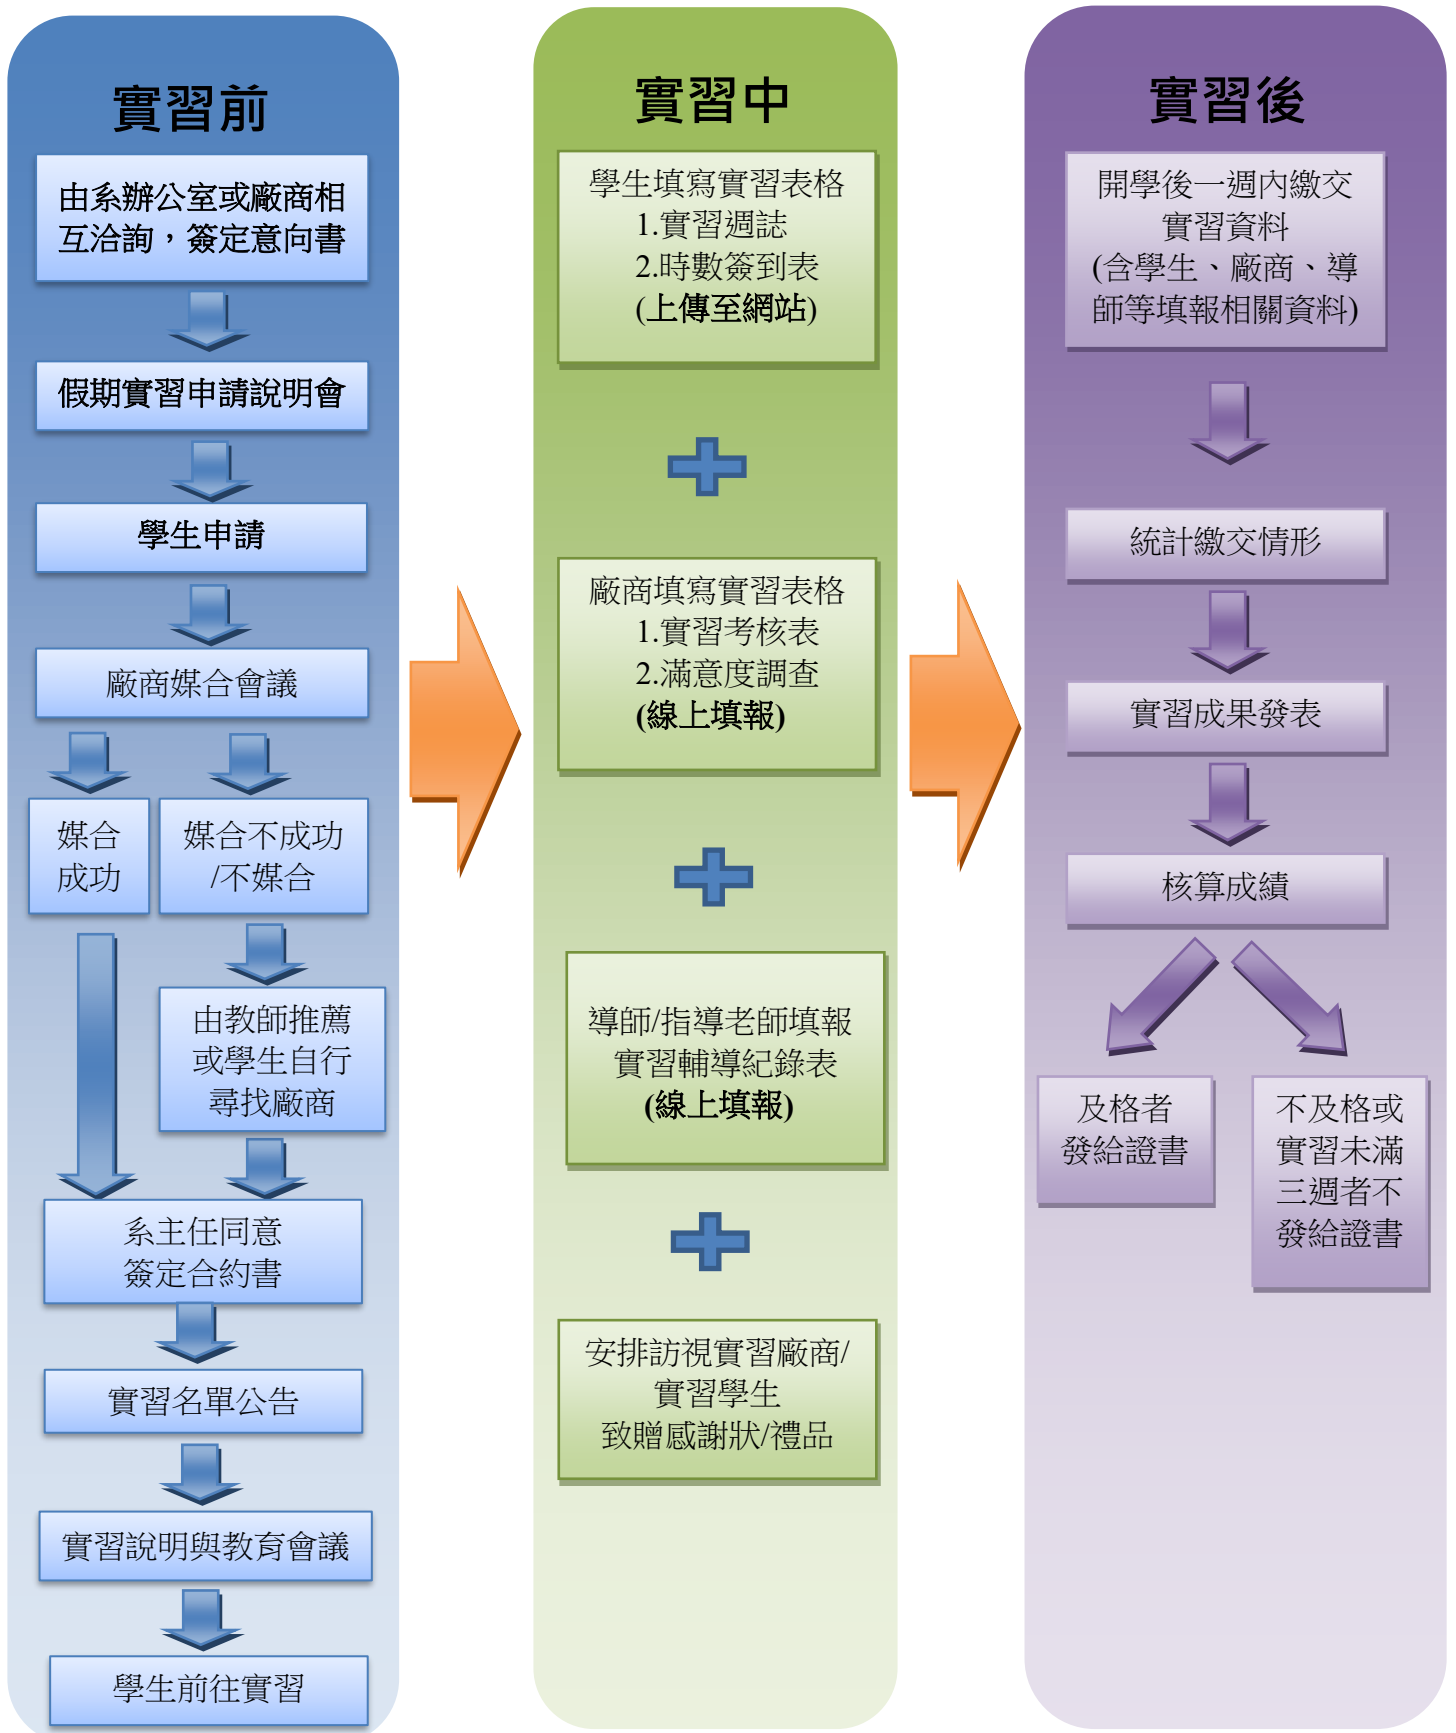 實習前
由系辦公室或廠商相
互洽詢，簽定意向書
假期實習申請說明會
學生申請
廠商媒合會議
媒合
成功
媒合不成功
/不媒合
由教師推薦
或學生自行
尋找廠商
系主任同意
簽定合約書
實習名單公告
實習說明與教育會議
學生前往實習
實習中
學生填寫實習表格
1.實習週誌
2.時數簽到表
(上傳至網站)
廠商填寫實習表格
1.實習考核表
2.滿意度調查
(線上填報)
導師/指導老師填報
實習輔導紀錄表
(線上填報)
安排訪視實習廠商/
實習學生
致贈感謝狀/禮品
實習後
開學後一週內繳交
實習資料
(含學生、廠商、導
師等填報相關資料)
統計繳交情形
實習成果發表
核算成績
及格者
發給證書
不及格或
實習未滿
三週者不
發給證書